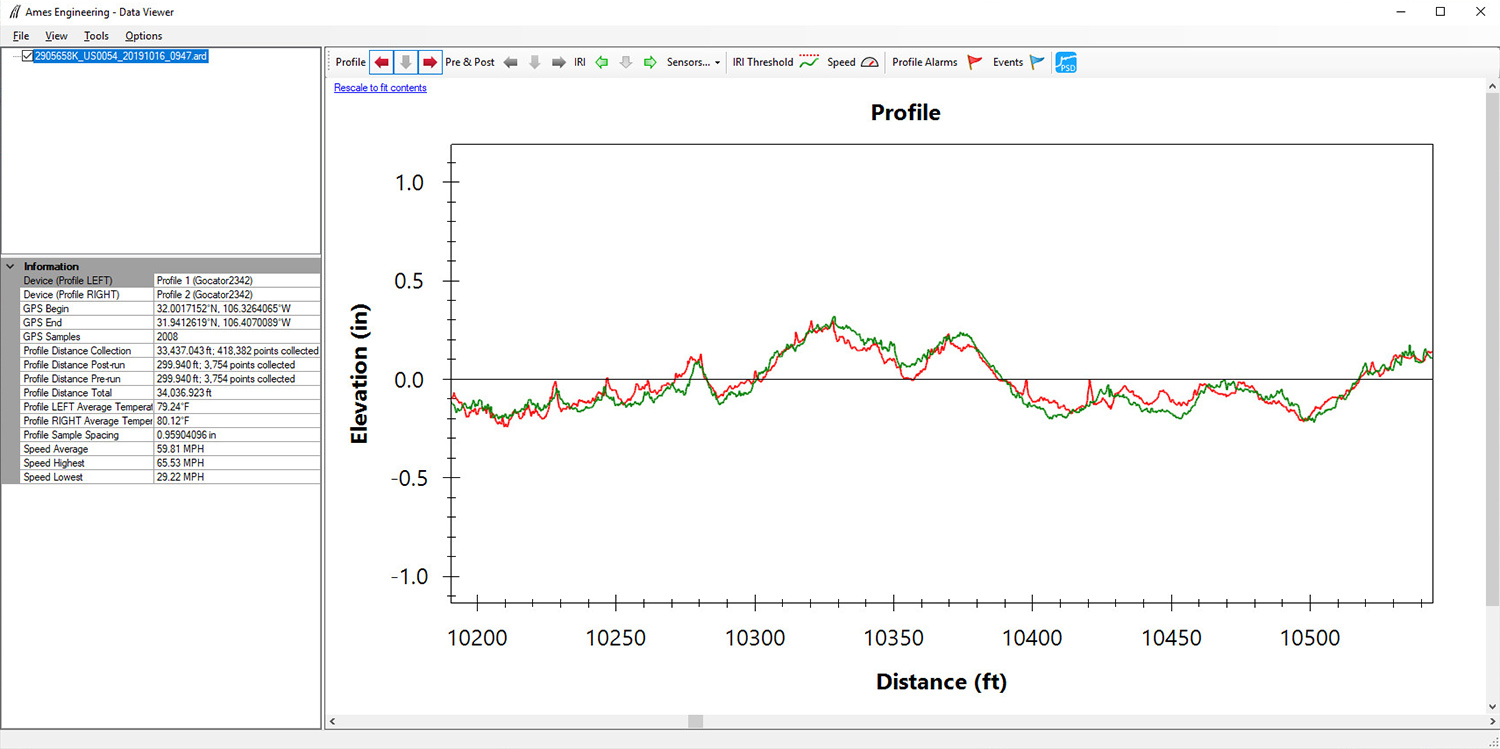 Ames Engineering - Data Viewer
File View Tools Options
2905658K_US0054_20191016_0947.ard
Information
Device (Profile LEFT) Profile 1 (Gocator2342)
Device (Profile RIGHT) Profile 2 (Gocator2342)
GPS Begin 32.0017152°N, 106.3264065°W
GPS End 31.9412619°N, 106.4070089°W
GPS Samples 2008
Profile Distance Collection 33,437.043 ft; 418,382 points collected
Profile Distance Post-run 299.940 ft; 3,754 points collected
Profile Distance Pre-run 299.940 ft; 3,754 points collected
Profile Distance Total 34,036.923 ft
Profile LEFT Average Temperat 79.24°F
Profile RIGHT Average Temper 80.12°F
Profile Sample Spacing 0.95904096 in
Speed Average 59.81 MPH
Speed Highest 65.53 MPH
Speed Lowest 29.22 MPH
Profile Pre & Post IRI Sensors... IRI Threshold Speed Profile Alarms Events PSD
Rescale to fit contents
Profile
Elevation (in)
1.0
0.5
0.0
-0.5
-1.0
10200 10250 10300 10350 10400 10450 10500
Distance (ft)